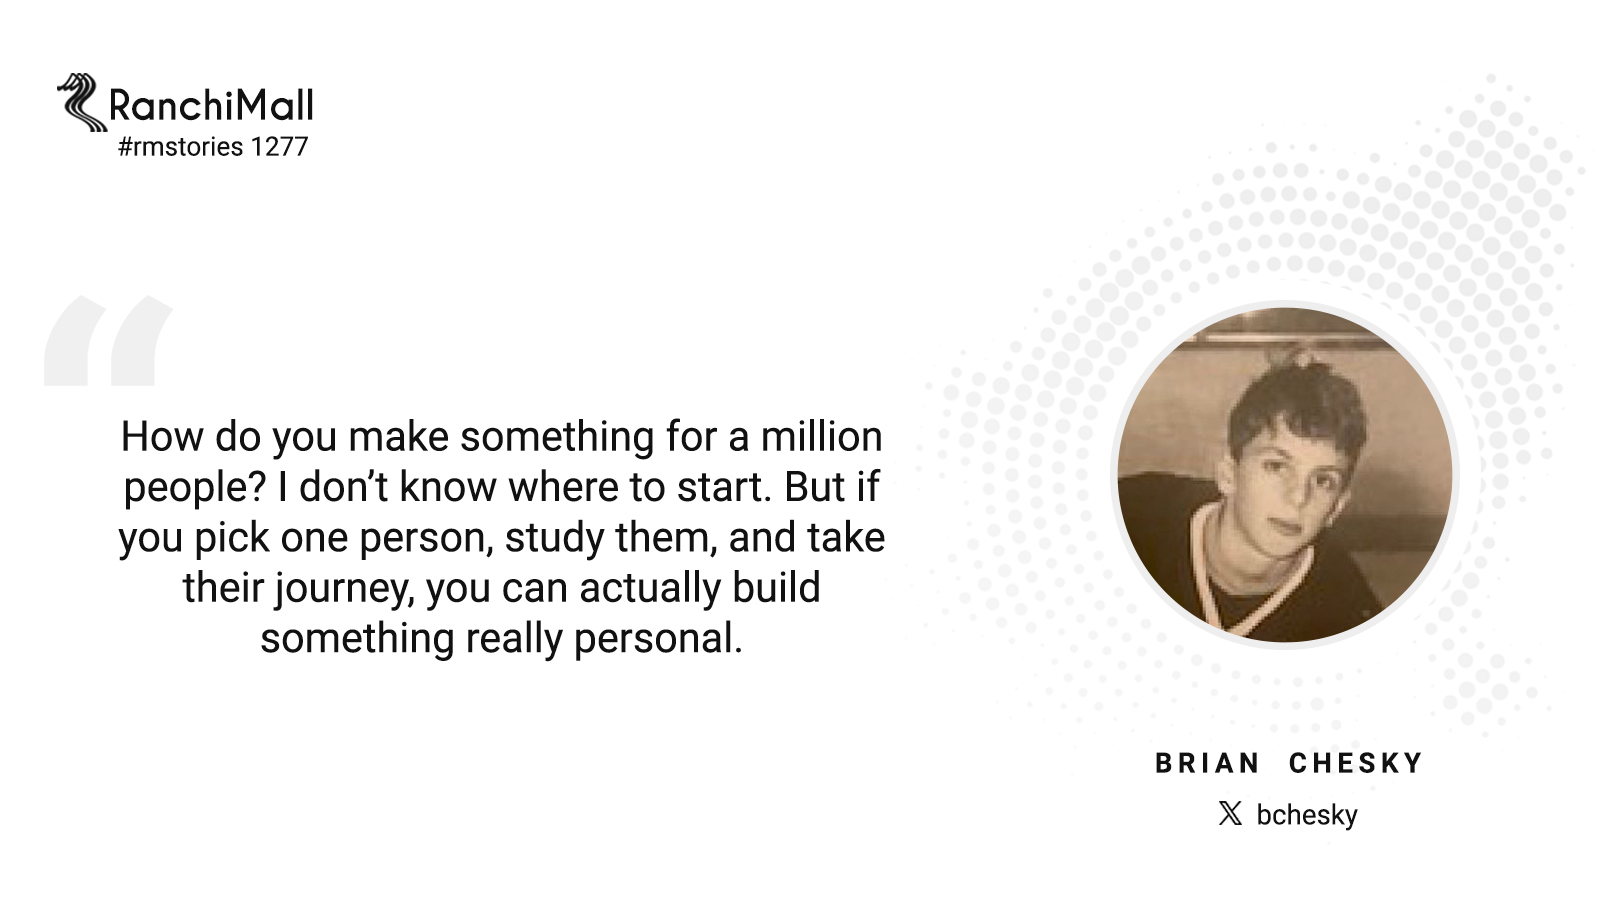 RanchiMall
#rmstories 1277
How do you make something for a million
people? I don’t know where to start. But if
you pick one person, study them, and take
their journey, you can actually build
something really personal.
BRIAN CHESKY
𝕏 bchesky